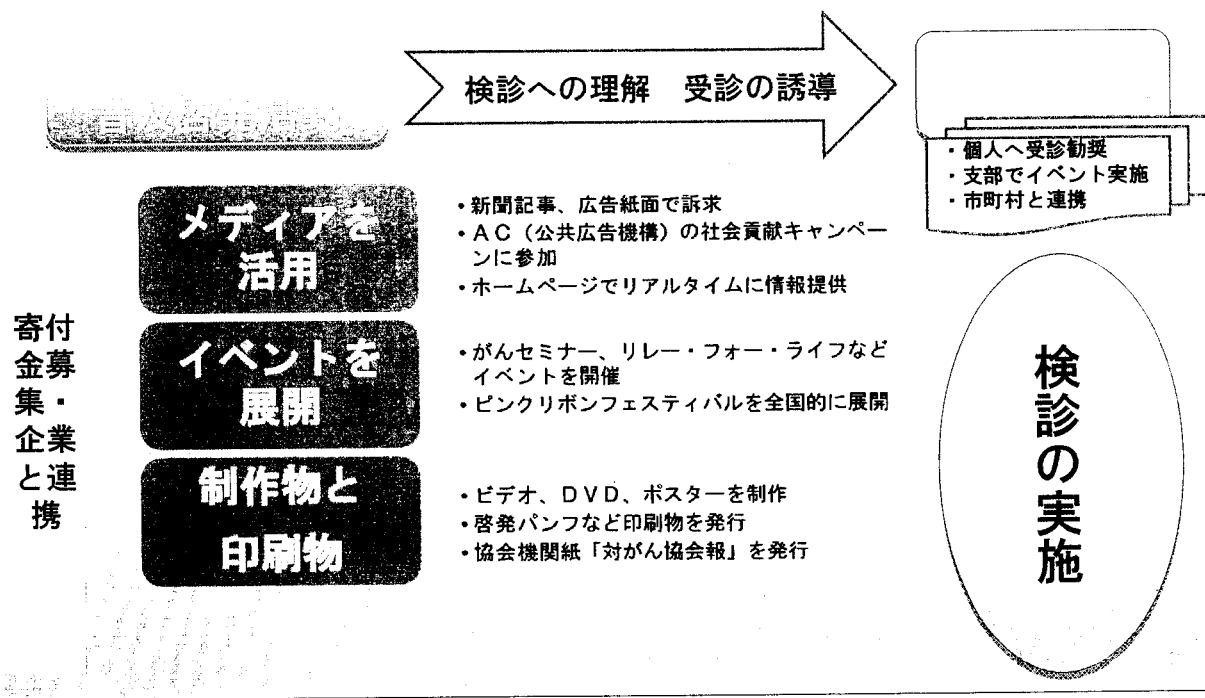 検診への理解　受診の誘導
普及啓発
・個人へ受診勧奨
・支部でイベント実施
・市町村と連携
メディアを
活用
・新聞記事、広告紙面で訴求
・ＡＣ（公共広告機構）の社会貢献キャンペー
ンに参加
・ホームページでリアルタイムに情報提供
寄付
金募
集・
企業
と連
携
イベントを
展開
・がんセミナー、リレー・フォー・ライフなど
イベントを開催
・ピンクリボンフェスティバルを全国的に展開
制作物と
印刷物
・ビデオ、ＤＶＤ、ポスターを制作
・啓発パンフなど印刷物を発行
・協会機関紙「対がん協会報」を発行
検診の実施